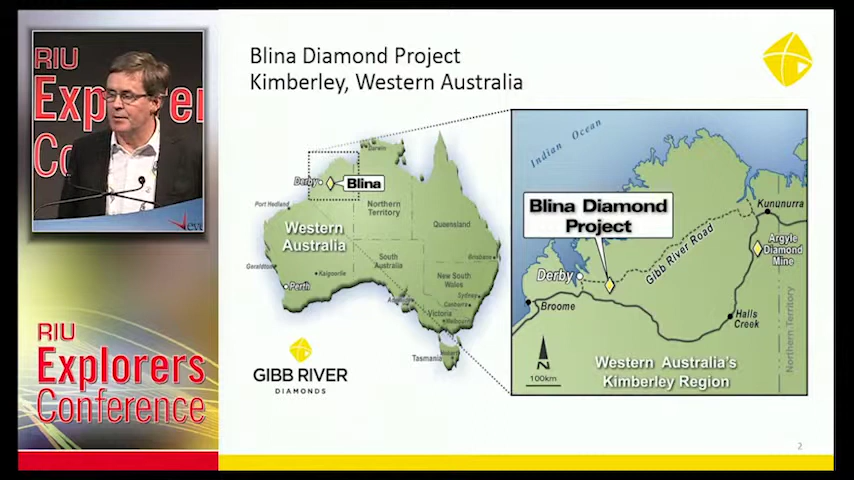 RIU
Explorer
Co
Blina Diamond Project
Kimberley, Western Australia
Darwin
Derby
Blina
Port Hedland
Northern
Territory
Western
Australia
Queensland
South
Australia
Brisbane
Geraldton
Kalgoorlie
New South
Wales
Perth
Sydney
Canberra
Victoria
Melbourne
Tasmania
Indian Ocean
Blina Diamond
Project
Kununurra
Gibb River Road
Argyle
Diamond
Mine
Derby
Broome
Halls
Creek
Northern Territory
N
100km
Western Australia's
Kimberley Region
GIBB RIVER
DIAMONDS
RIU
Explorers
Conference
2